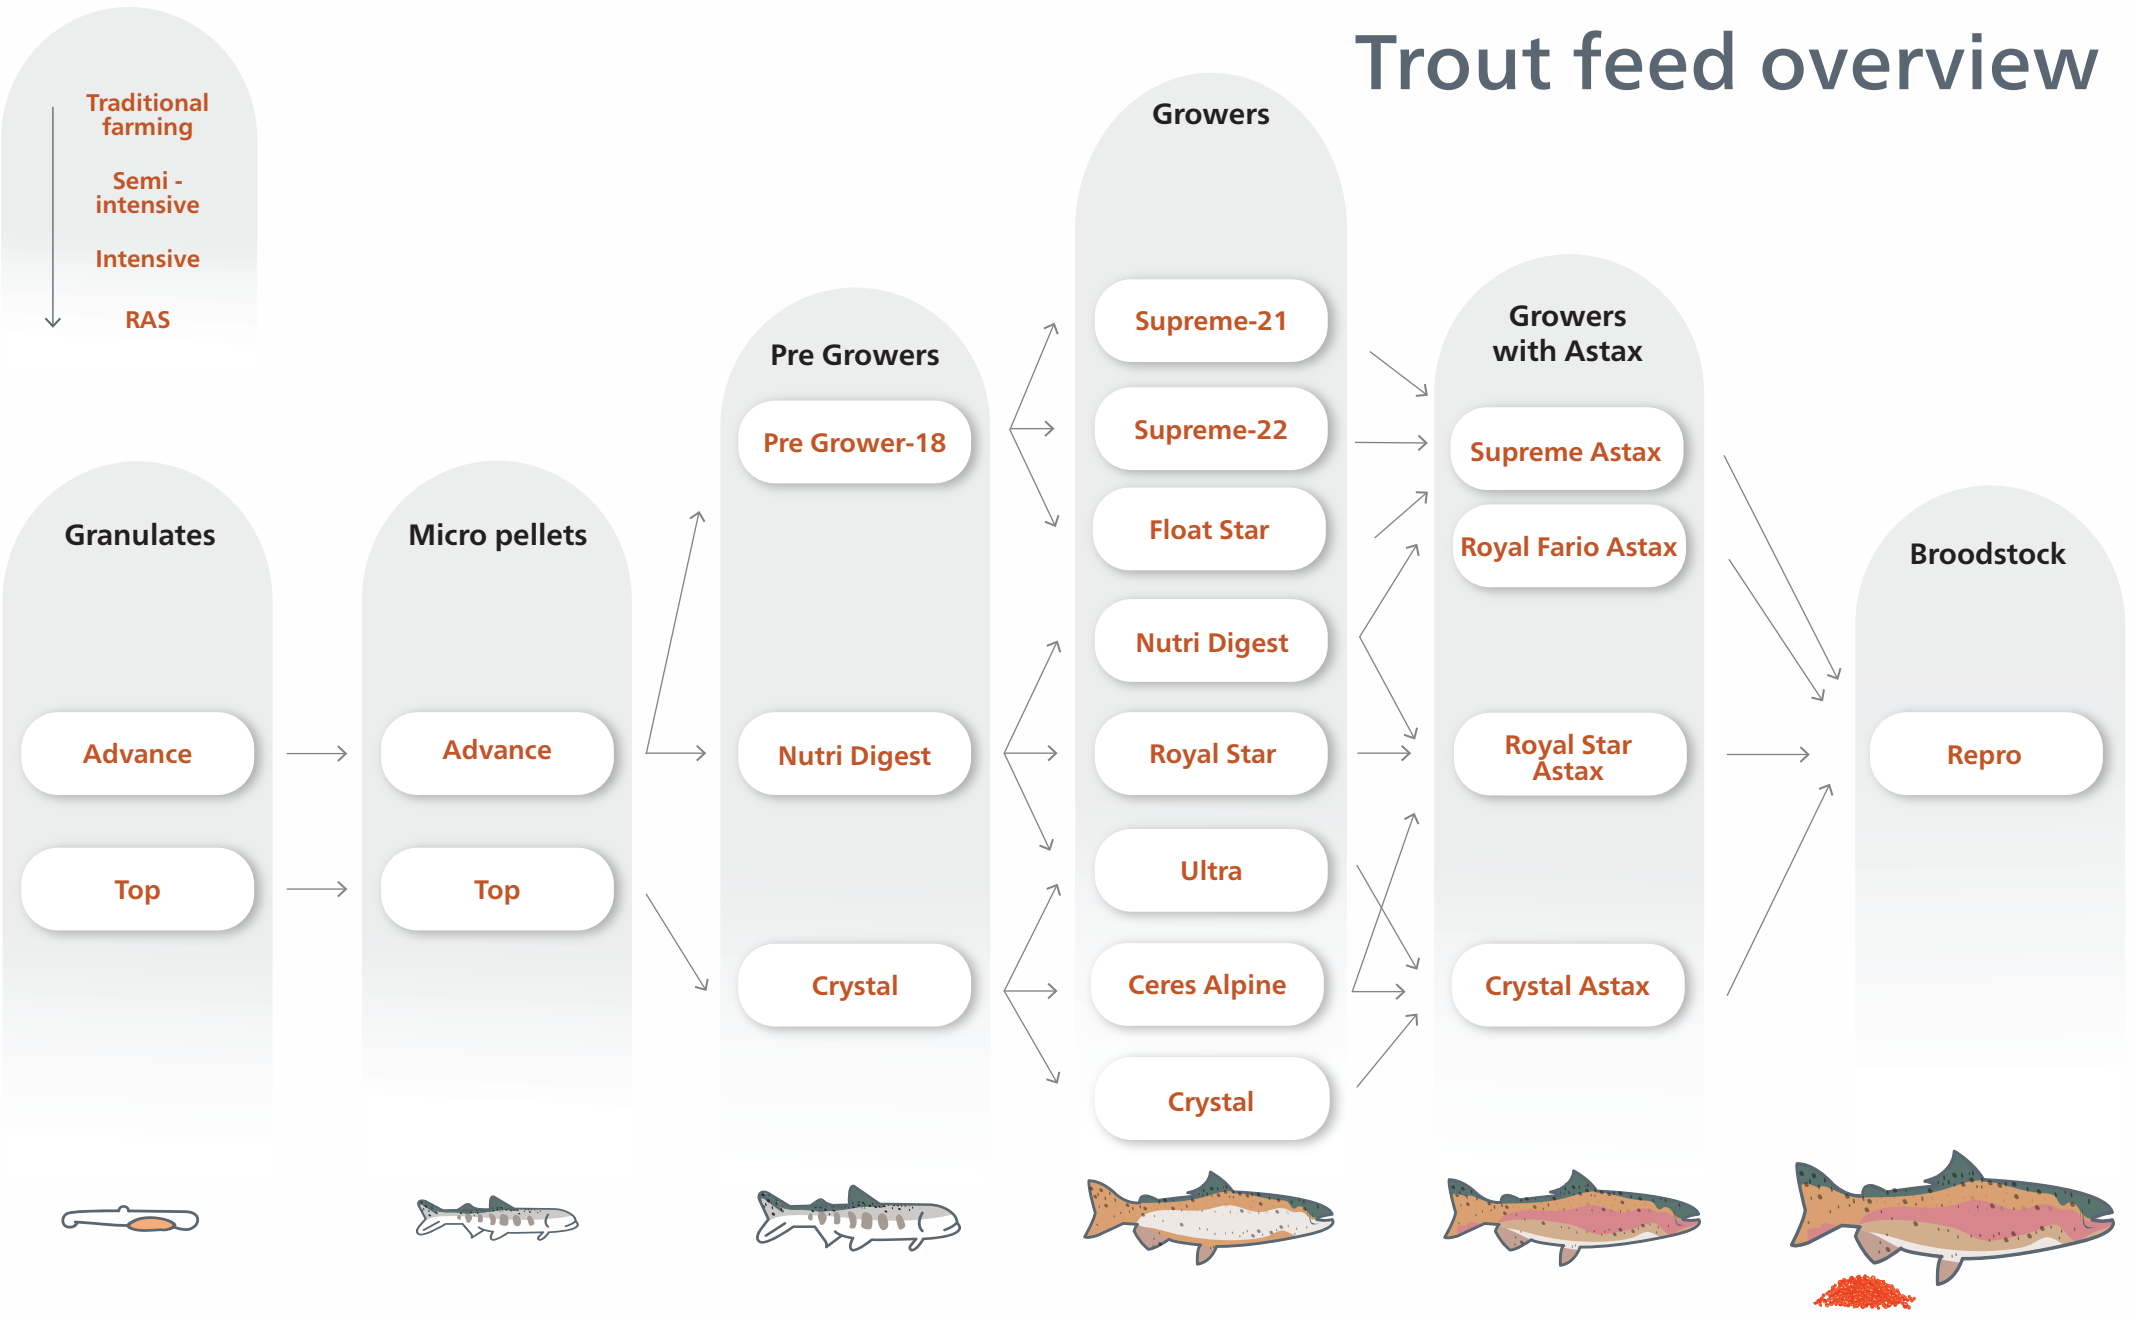 Trout feed overview
Traditional
farming
Semi -
intensive
Intensive
RAS
Granulates
Advance
Top
Micro pellets
Advance
Top
Pre Growers
Pre Grower-18
Nutri Digest
Crystal
Growers
Supreme-21
Supreme-22
Float Star
Nutri Digest
Royal Star
Ultra
Ceres Alpine
Crystal
Growers
with Astax
Supreme Astax
Royal Fario Astax
Royal Star
Astax
Crystal Astax
Broodstock
Repro